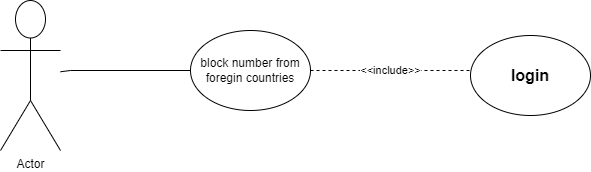 block number from
foregin countries
<<include>>
login
Actor